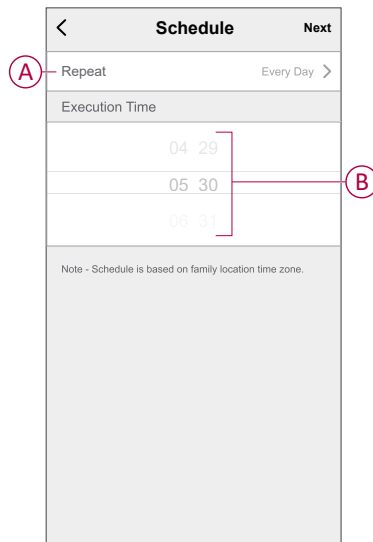 Schedule Next
A Repeat Every Day
Execution Time
04 29
05 30 B
06 31
Note - Schedule is based on family location time zone.